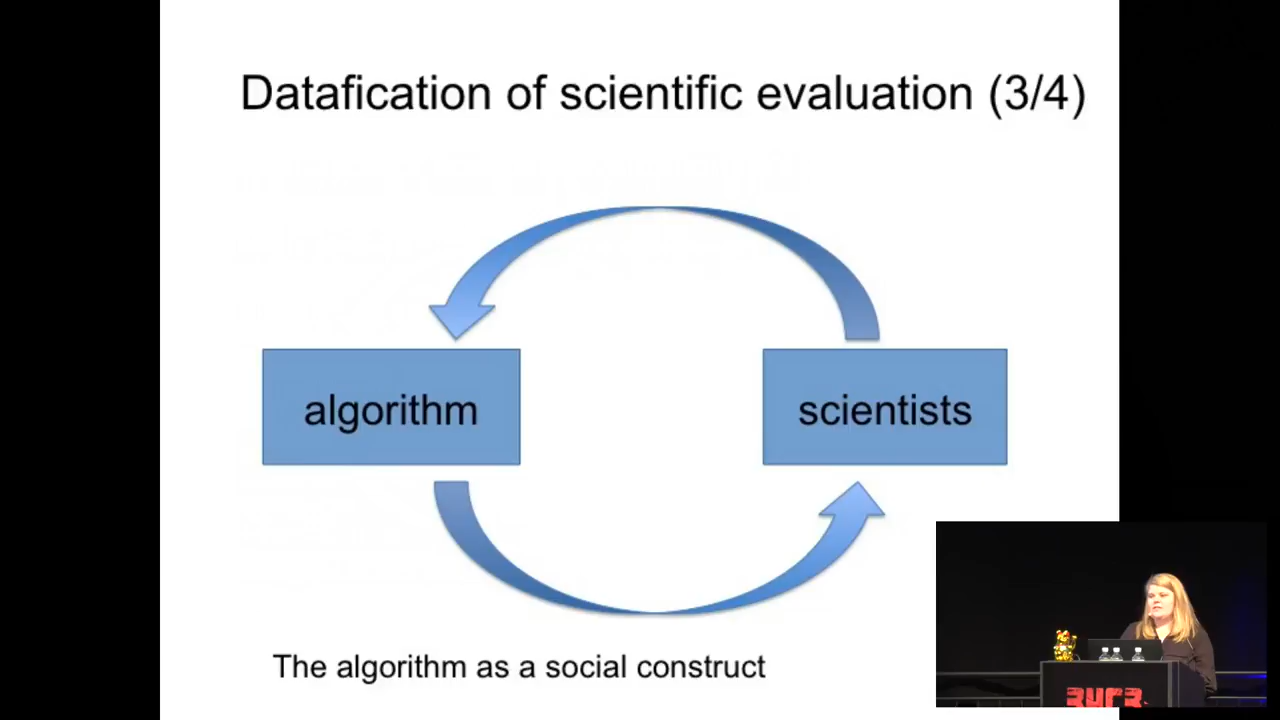 Datafication of scientific evaluation (3/4)
algorithm
scientists
The algorithm as a social construct